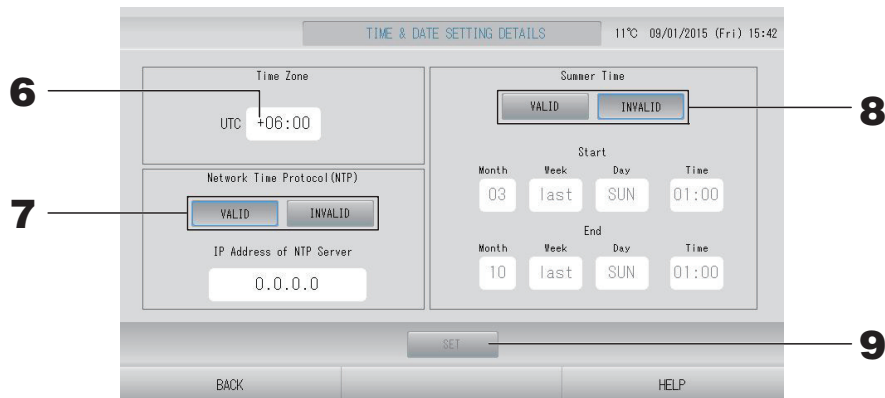 TIME & DATE SETTING DETAILS 11℃ 09/01/2015 (Fri) 15:42
6
Time Zone
UTC +06:00
7
Network Time Protocol(NTP)
VALID INVALID
IP Address of NTP Server
0.0.0.0
8
Summer Time
VALID INVALID
Start
Month Week Day Time
03 last SUN 01:00
End
Month Week Day Time
10 last SUN 01:00
SET
9
BACK HELP